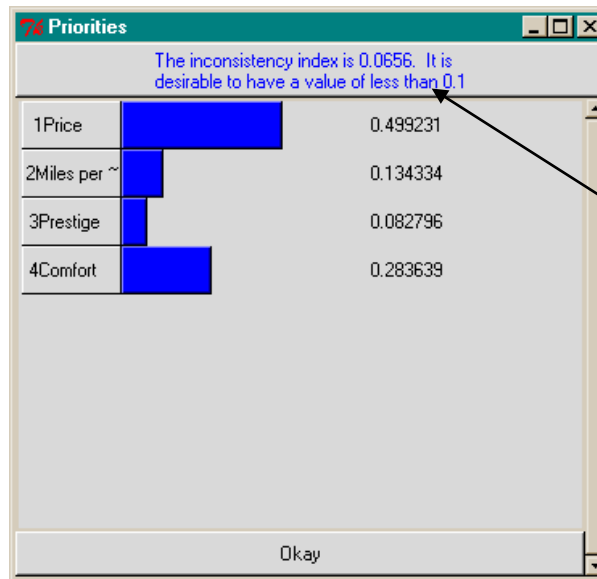 Priorities
The inconsistency index is 0.0656. It is
desirable to have a value of less than 0.1
1Price 0.499231
2Miles per ~ 0.134334
3Prestige 0.082796
4Comfort 0.283639
Okay